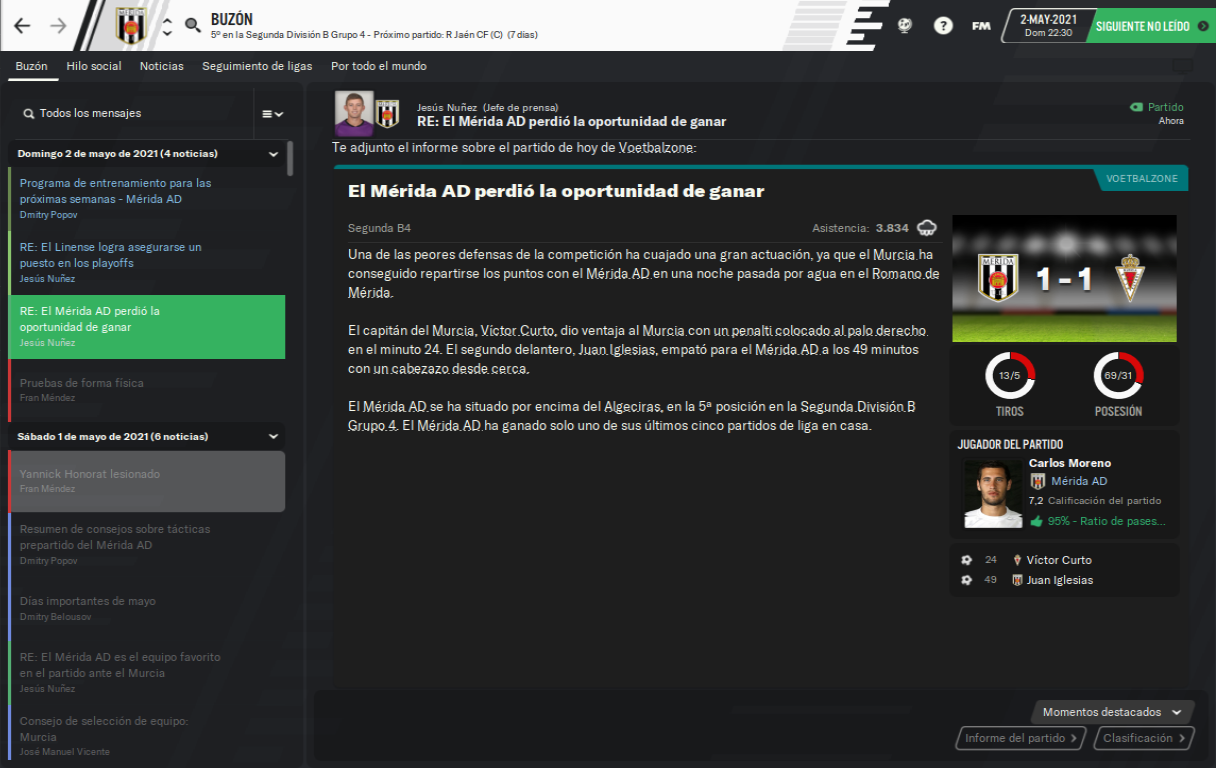 BUZÓN
5º en la Segunda División B Grupo 4 - Próximo partido: R Jaén CF (C) (7 días)
?
FM
2-MAY-2021
Dom 22:30
SIGUIENTE NO LEÍDO
Buzón
Hilo social
Noticias
Seguimiento de ligas
Por todo el mundo
Todos los mensajes
Domingo 2 de mayo de 2021 (4 noticias)
Programa de entrenamiento para las
próximas semanas - Mérida AD
Dmitry Popov
RE: El Linense logra asegurarse un
puesto en los playoffs
Jesús Nuñez
RE: El Mérida AD perdió la
oportunidad de ganar
Jesús Nuñez
Pruebas de forma física
Fran Méndez
Sábado 1 de mayo de 2021 (6 noticias)
Yannick Honorat lesionado
Fran Méndez
Resumen de consejos sobre tácticas
prepartido del Mérida AD
Dmitry Popov
Días importantes de mayo
Dmitry Belousov
RE: El Mérida AD es el equipo favorito
en el partido ante el Murcia
Jesús Nuñez
Consejo de selección de equipo:
Murcia
José Manuel Vicente
Jesús Nuñez (Jefe de prensa)
RE: El Mérida AD perdió la oportunidad de ganar
Partido
Ahora
Te adjunto el informe sobre el partido de hoy de Voetbalzone:
VOETBALZONE
El Mérida AD perdió la oportunidad de ganar
Segunda B4
Asistencia: 3.834
Una de las peores defensas de la competición ha cuajado una gran actuación, ya que el Murcia ha
conseguido repartirse los puntos con el Mérida AD en una noche pasada por agua en el Romano de
Mérida.
El capitán del Murcia, Víctor Curto, dio ventaja al Murcia con un penalti colocado al palo derecho
en el minuto 24. El segundo delantero, Juan Iglesias, empató para el Mérida AD a los 49 minutos
con un cabezazo desde cerca.
El Mérida AD se ha situado por encima del Algeciras, en la 5ª posición en la Segunda División B
Grupo 4. El Mérida AD ha ganado solo uno de sus últimos cinco partidos de liga en casa.
MÉRIDA
1 - 1
13/5
TIROS
69/31
POSESIÓN
JUGADOR DEL PARTIDO
Carlos Moreno
Mérida AD
7,2 Calificación del partido
95% - Ratio de pases...
24 Víctor Curto
49 Juan Iglesias
Momentos destacados
Informe del partido
Clasificación